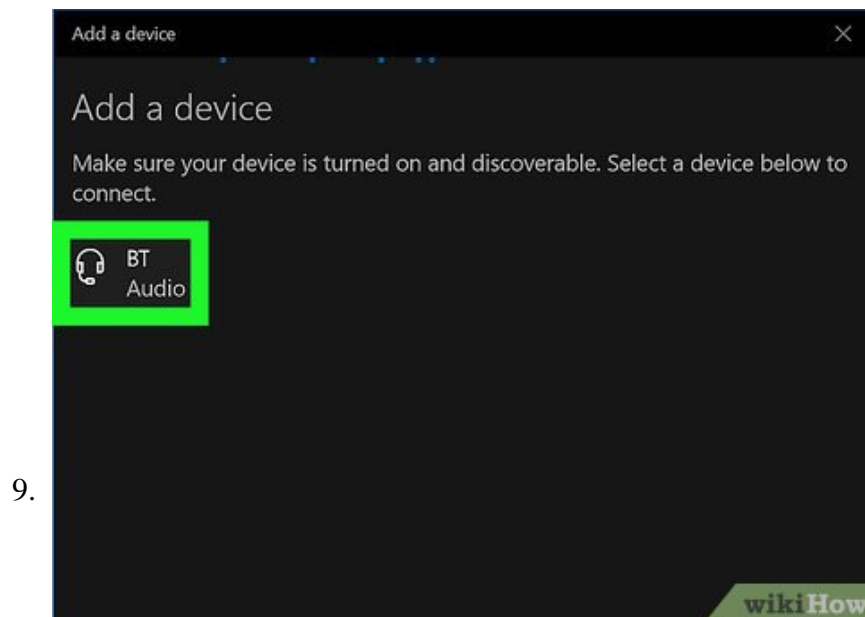 Add a device
Add a device
Make sure your device is turned on and discoverable. Select a device below to
connect.
BT
Audio
9.
wikiHow